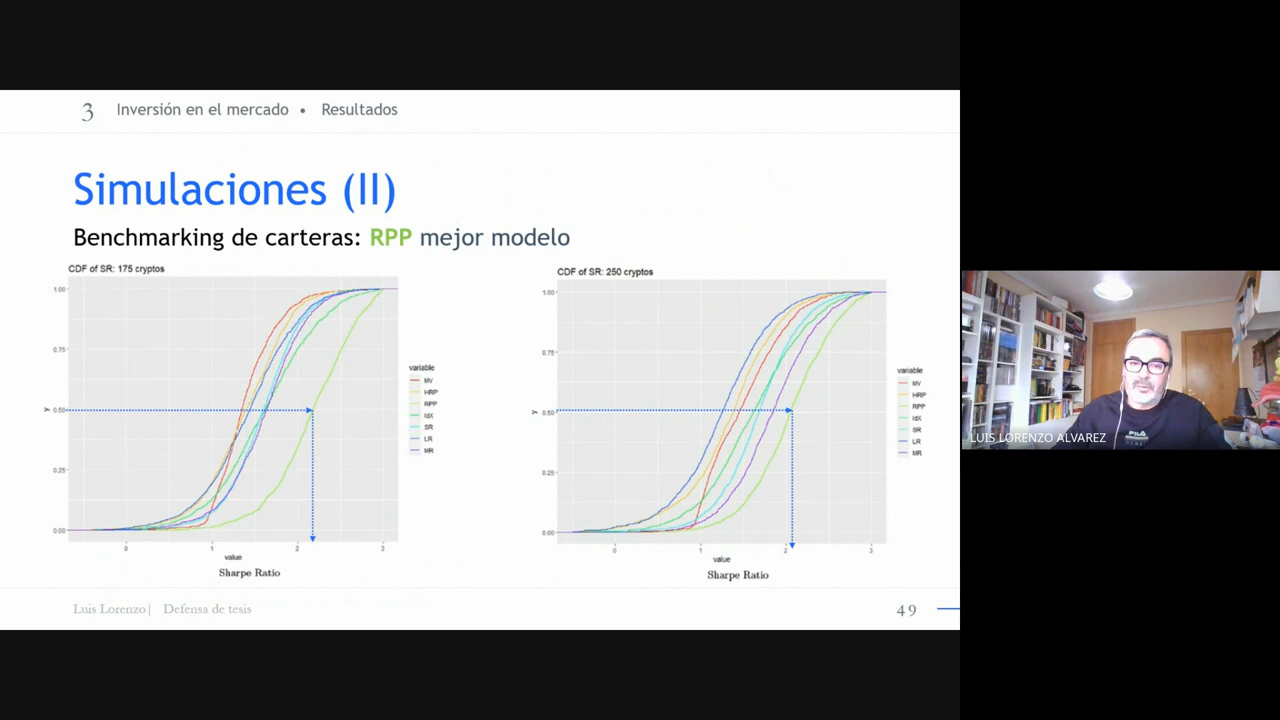 3 Inversión en el mercado • Resultados
Simulaciones (II)
Benchmarking de carteras: RPP mejor modelo
CDF of SR: 175 cryptos
1.00
0.75
0.50
0.25
0.00
y
0 1 2 3
value
Sharpe Ratio
variable
MV
HRP
RPP
IdX
SR
LR
MR
CDF of SR: 250 cryptos
1.00
0.75
0.50
0.25
0.00
y
0 1 2 3
value
Sharpe Ratio
variable
MV
HRP
RPP
IdX
SR
LR
MR
Luis Lorenzo| Defensa de tesis
49
FILA
LUIS LORENZO ALVAREZ